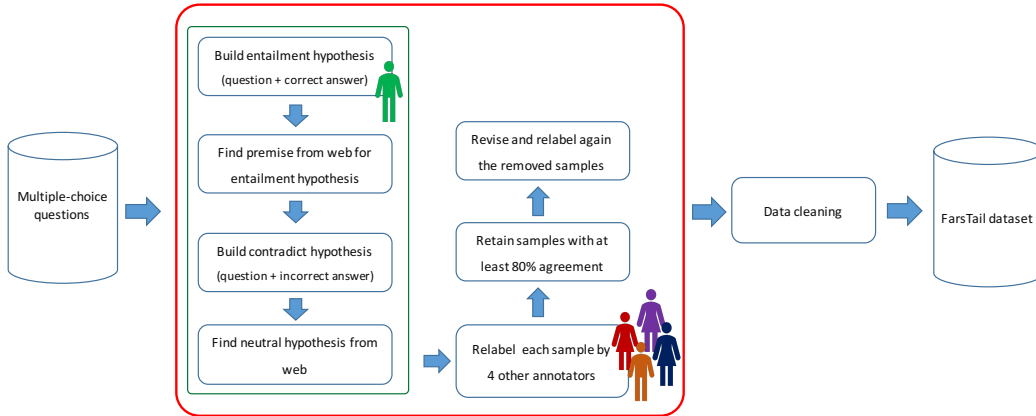 Multiple-choice
questions
Build entailment hypothesis
(question + correct answer)
Find premise from web for
entailment hypothesis
Build contradict hypothesis
(question + incorrect answer)
Find neutral hypothesis from
web
Relabel each sample by
4 other annotators
Retain samples with at
least 80% agreement
Revise and relabel again
the removed samples
Data cleaning
FarsTail dataset